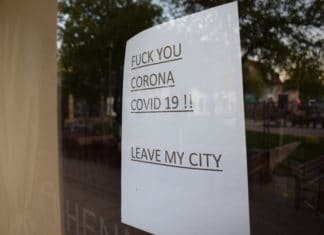 FUCK YOU
CORONA
COVID 19 !!
LEAVE MY CITY